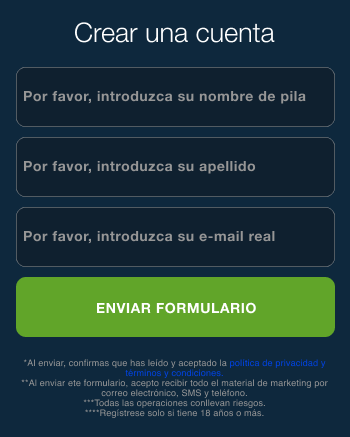 Crear una cuenta
Por favor, introduzca su nombre de pila
Por favor, introduzca su apellido
Por favor, introduzca su e-mail real
ENVIAR FORMULARIO
*Al enviar, confirmas que has leído y aceptado la política de privacidad y
términos y condiciones.
**Al enviar ete formulario, acepto recibir todo el material de marketing por
correo electrónico, SMS y teléfono.
***Todas las operaciones conllevan riesgos.
****Regístrese solo si tiene 18 años o más.